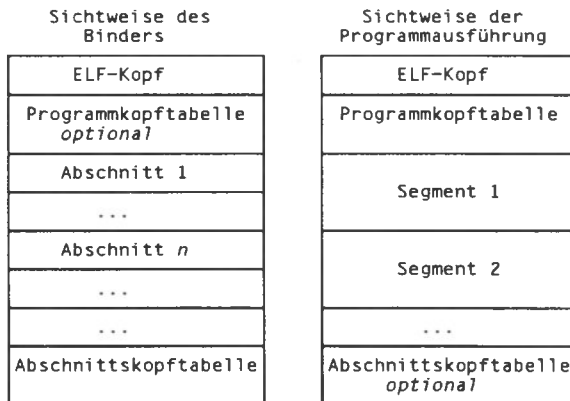 Sichtweise des
Binders
ELF-Kopf
Programmkopftabelle
optional
Abschnitt 1
...
Abschnitt n
...
...
Abschnittskopftabelle
Sichtweise der
Programmausführung
ELF-Kopf
Programmkopftabelle
Segment 1
Segment 2
...
Abschnittskopftabelle
optional